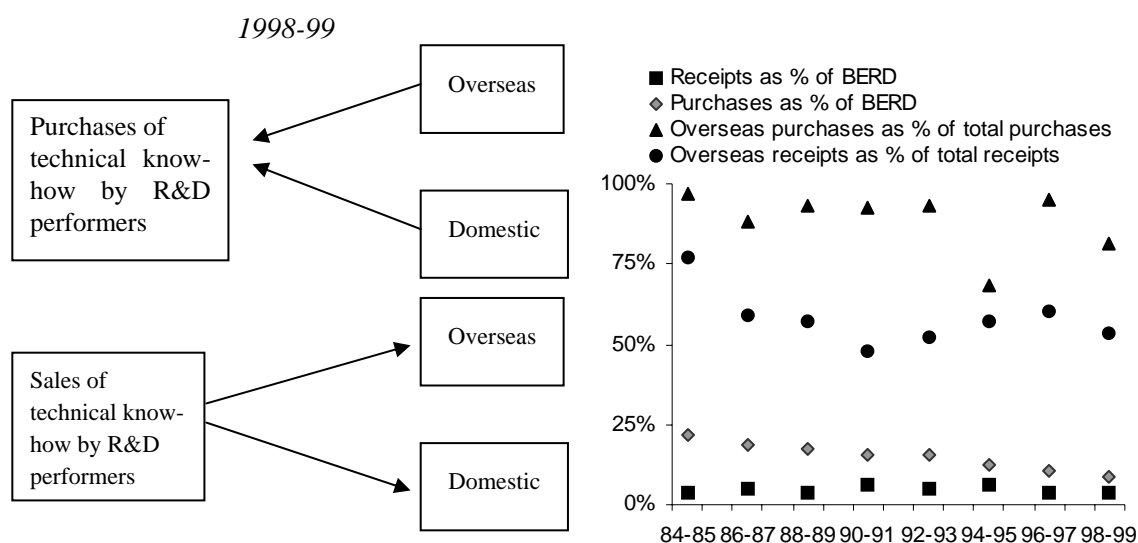 1998-99
Purchases of
technical know-
how by R&D
performers
Overseas
Domestic
Sales of
technical know-
how by R&D
performers
Overseas
Domestic
Receipts as % of BERD
Purchases as % of BERD
Overseas purchases as % of total purchases
Overseas receipts as % of total receipts
100%
75%
50%
25%
0%
84-85 86-87 88-89 90-91 92-93 94-95 96-97 98-99